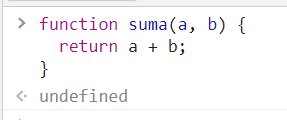 > function suma(a, b) {
return a + b;
}
<· undefined